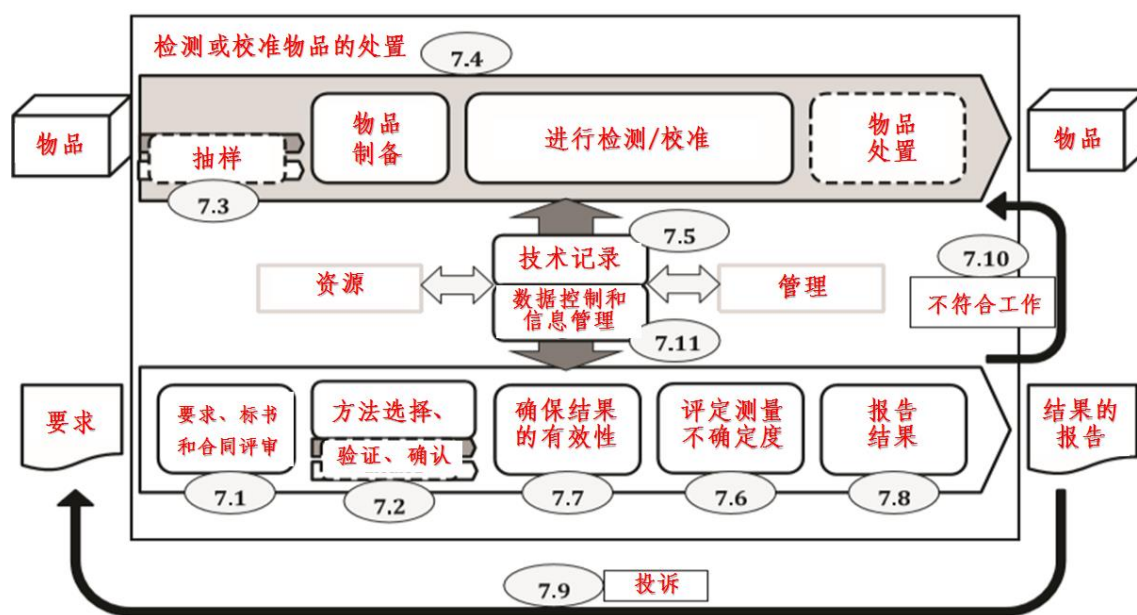 检测或校准物品的处置
7.4
物品
抽样
7.3
物品
制备
进行检测/校准
物品
处置
物品
7.5
技术记录
数据控制和
信息管理
7.11
资源
管理
7.10
不符合工作
要求
要求、标书
和合同评审
7.1
方法选择、
验证、确认
7.2
确保结果
的有效性
7.7
评定测量
不确定度
7.6
报告
结果
7.8
结果的
报告
7.9
投诉